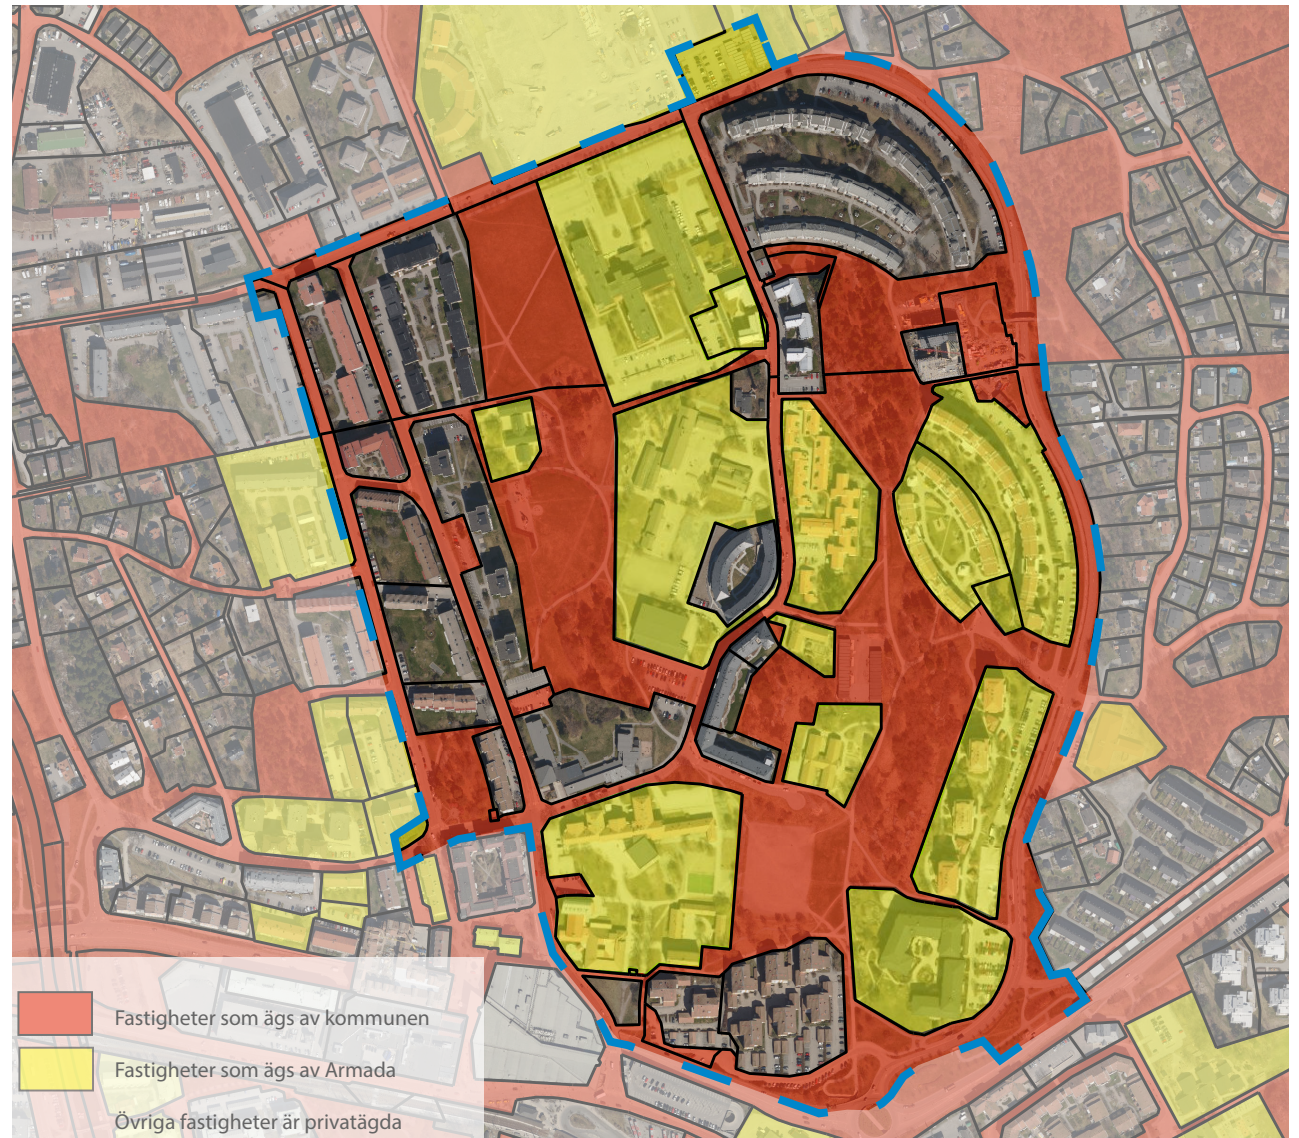 Fastigheter som ägs av kommunen
Fastigheter som ägs av Armada
Övriga fastigheter är privatägda